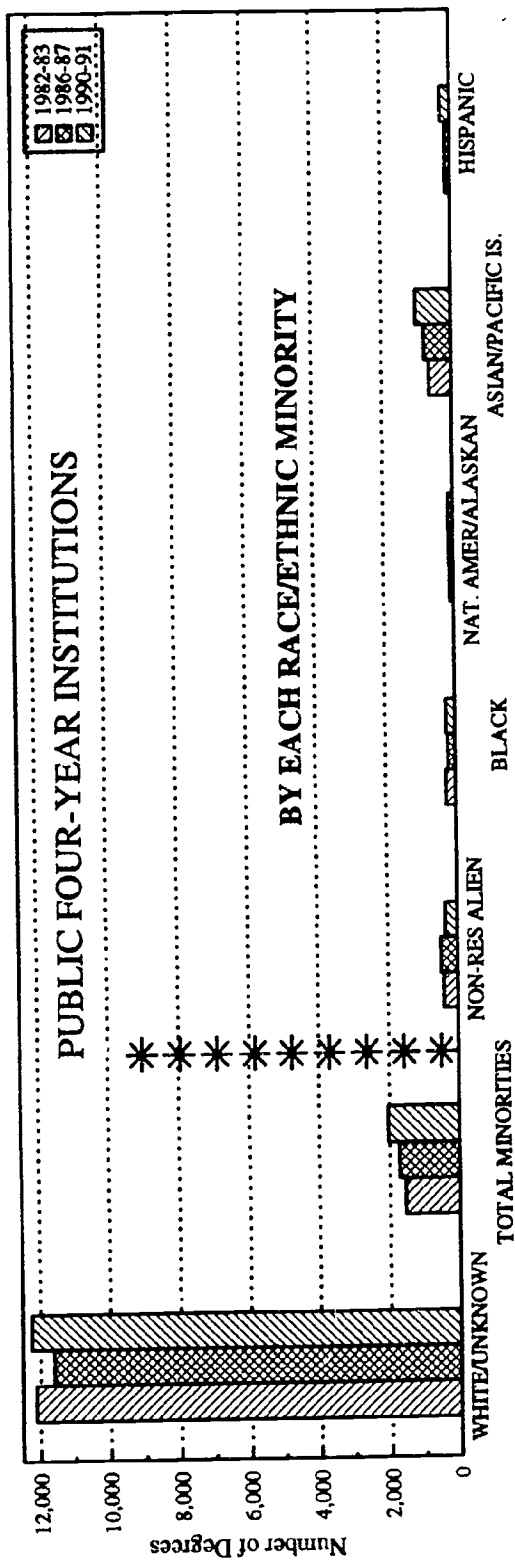 PUBLIC FOUR-YEAR INSTITUTIONS
1982-83
1986-87
1990-91
BY EACH RACE/ETHNIC MINORITY
Number of Degrees
12,000
10,000
8,000
6,000
4,000
2,000
0
WHITE/UNKNOWN
TOTAL MINORITIES
NON-RES ALIEN
BLACK
NAT. AMER/ALASKAN
ASIAN/PACIFIC IS.
HISPANIC